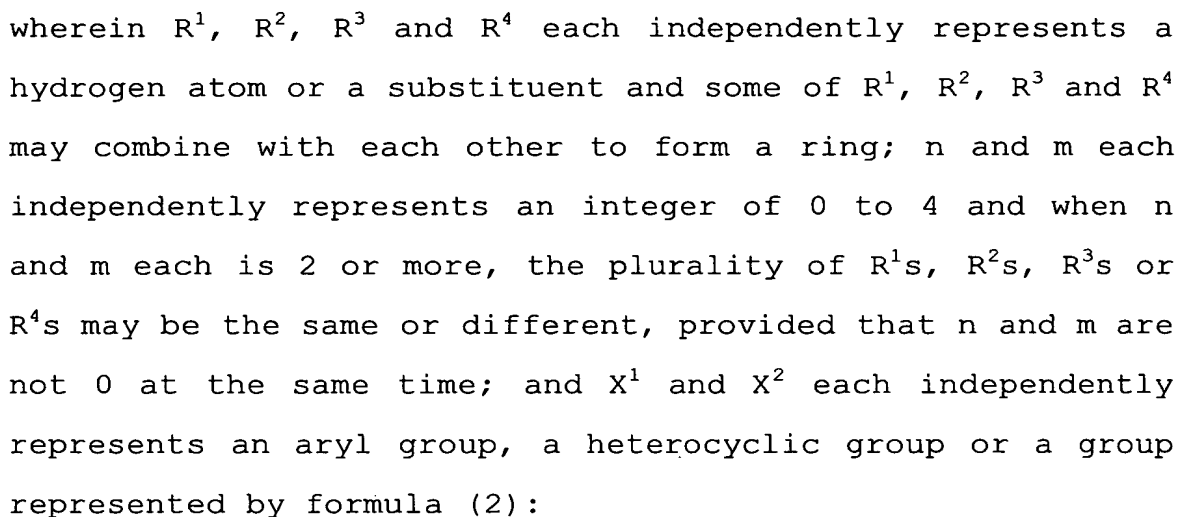 wherein R¹, R², R³ and R⁴ each independently represents a
hydrogen atom or a substituent and some of R¹, R², R³ and R⁴
may combine with each other to form a ring; n and m each
independently represents an integer of 0 to 4 and when n
and m each is 2 or more, the plurality of R¹s, R²s, R³s or
R⁴s may be the same or different, provided that n and m are
not 0 at the same time; and X¹ and X² each independently
represents an aryl group, a heterocyclic group or a group
represented by formula (2):